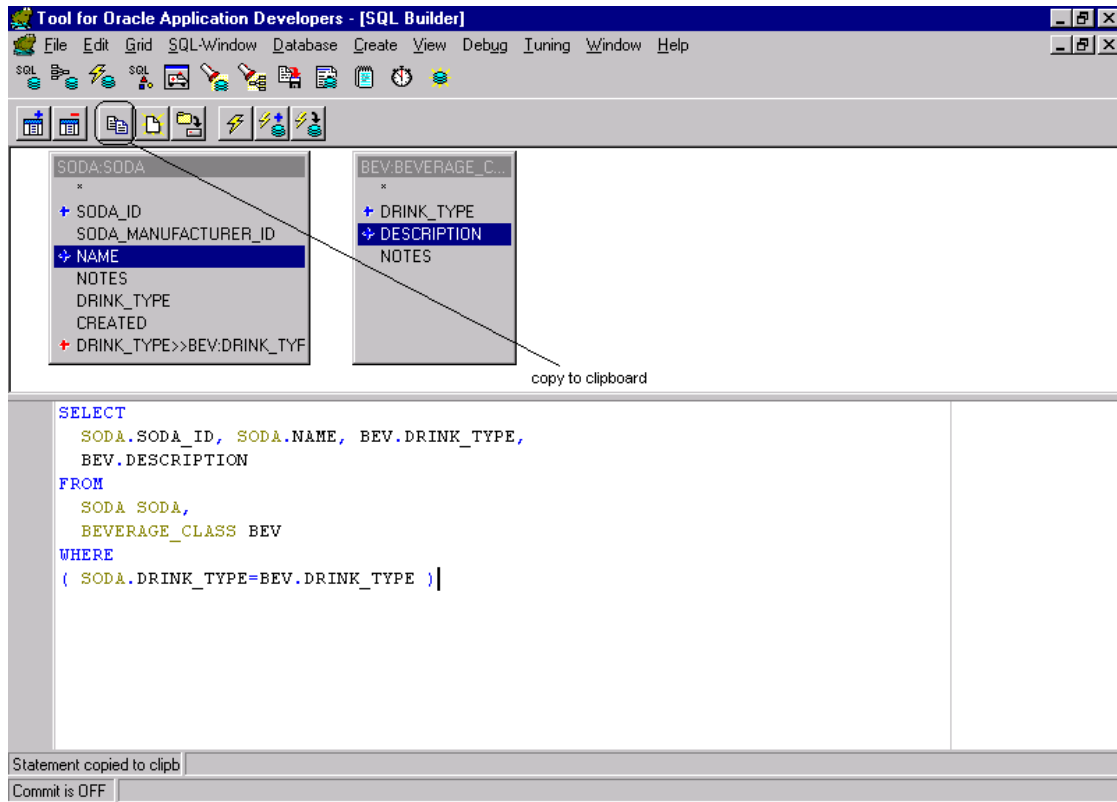 Tool for Oracle Application Developers - [SQL Builder]
File Edit Grid SQL-Window Database Create View Debug Tuning Window Help
SQL SQL
SODA:SODA
*
SODA_ID
SODA_MANUFACTURER_ID
NAME
NOTES
DRINK_TYPE
CREATED
DRINK_TYPE>>BEV:DRINK_TYF
BEV:BEVERAGE_C...
*
DRINK_TYPE
DESCRIPTION
NOTES
copy to clipboard
SELECT
SODA.SODA_ID, SODA.NAME, BEV.DRINK_TYPE,
BEV.DESCRIPTION
FROM
SODA SODA,
BEVERAGE_CLASS BEV
WHERE
( SODA.DRINK_TYPE=BEV.DRINK_TYPE )
Statement copied to clipb
Commit is OFF